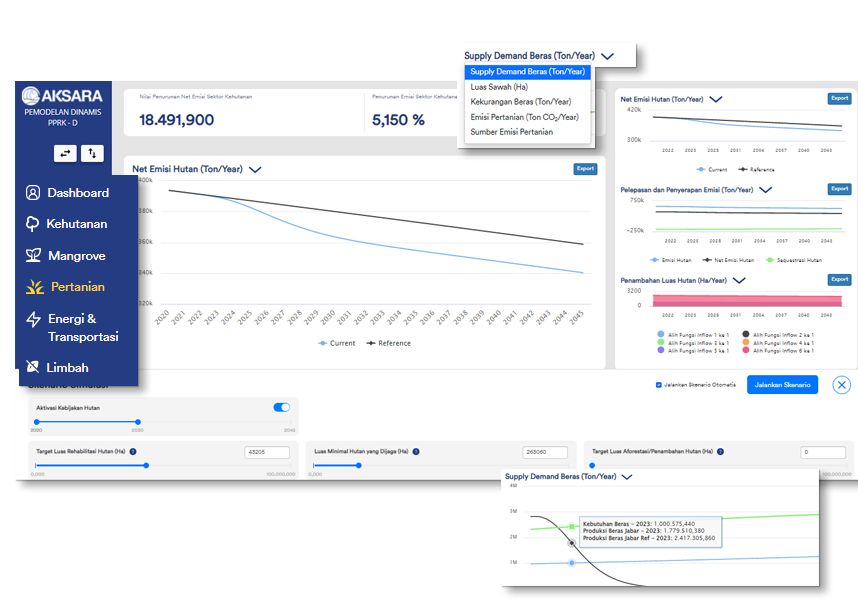 Supply Demand Beras (Ton/Year)
Supply Demand Beras (Ton/Year)
Luas Sawah (Ha)
Kekurangan Beras (Ton/Year)
Emisi Pertanian (Ton CO₂/Year)
Sumber Emisi Pertanian
AKSARA
PEMODELAN DINAMIS
PPRK - D
Dashboard
Kehutanan
Mangrove
Pertanian
Energi &
Transportasi
Limbah
Nilai Penurunan Net Emisi Sektor Kehutanan
18.491,900
Penurunan Emisi Sektor Kehutanan
5,150 %
Net Emisi Hutan (Ton/Year)
Export
400k
380k
360k
340k
320k
2020 2021 2022 2023 2024 2025 2026 2027 2028 2029 2030 2031 2032 2033 2034 2035 2036 2037 2038 2039 2040 2041 2042 2043 2044 2045
Current Reference
Net Emisi Hutan (Ton/Year)
Export
420k
300k
2022 2025 2028 2031 2034 2037 2040 2043
Current Reference
Pelepasan dan Penyerapan Emisi (Ton/Year)
Export
750k
-250k
2022 2025 2028 2031 2034 2037 2040 2043
Emisi Hutan Net Emisi Hutan Sequestrasi Hutan
Penambahan Luas Hutan (Ha/Year)
Export
3200
0
2022 2025 2028 2031 2034 2037 2040 2043
Alih Fungsi Inflow 1 ke 1 Alih Fungsi Inflow 2 ke 1
Alih Fungsi Inflow 3 ke 1 Alih Fungsi Inflow 4 ke 1
Alih Fungsi Inflow 5 ke 1 Alih Fungsi Inflow 6 ke 1
Skenario Simulasi
Jalankan Skenario Otomatis
Jalankan Skenario
Aktivasi Kebijakan Hutan
2020 2030 2045
Target Luas Rehabilitasi Hutan (Ha) ?
43205
0,000 100.000,000
Luas Minimal Hutan yang Dijaga (Ha) ?
263060
0,000
Target Luas Aforestasi/Penambahan Hutan (Ha) ?
0
0,000
Supply Demand Beras (Ton/Year)
4M
3M
2M
1M
Kebutuhan Beras – 2023: 1.000.575,440
Produksi Beras Jabar – 2023: 1.779.510,380
Produksi Beras Jabar Ref – 2023: 2.417.305,860